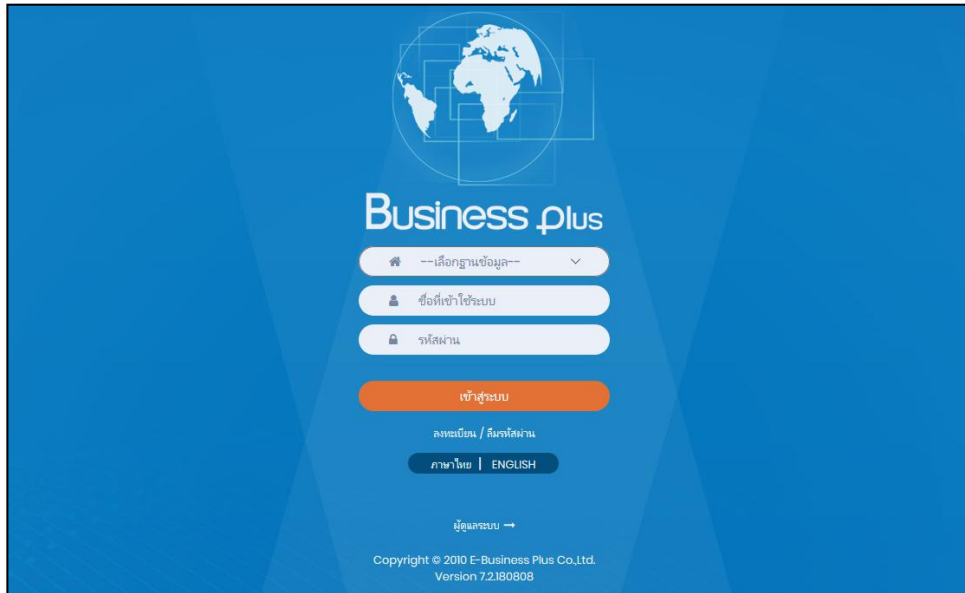 Business Plus
--เลือกฐานข้อมูล--
ชื่อที่เข้าใช้ระบบ
รหัสผ่าน
เข้าสู่ระบบ
ลงทะเบียน / ลืมรหัสผ่าน
ภาษาไทย | ENGLISH
ผู้ดูแลระบบ →
Copyright © 2010 E-Business Plus Co.,Ltd.
Version 7.2.180808